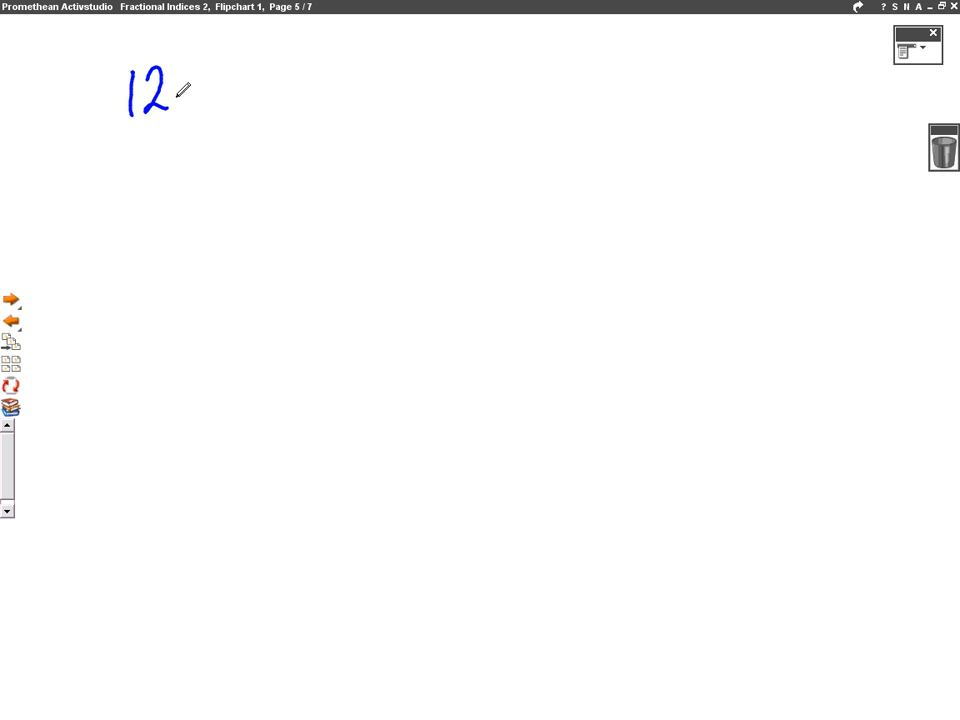 Promethean Activstudio Fractional Indices 2, Flipchart 1, Page 5 / 7
? S N A
12